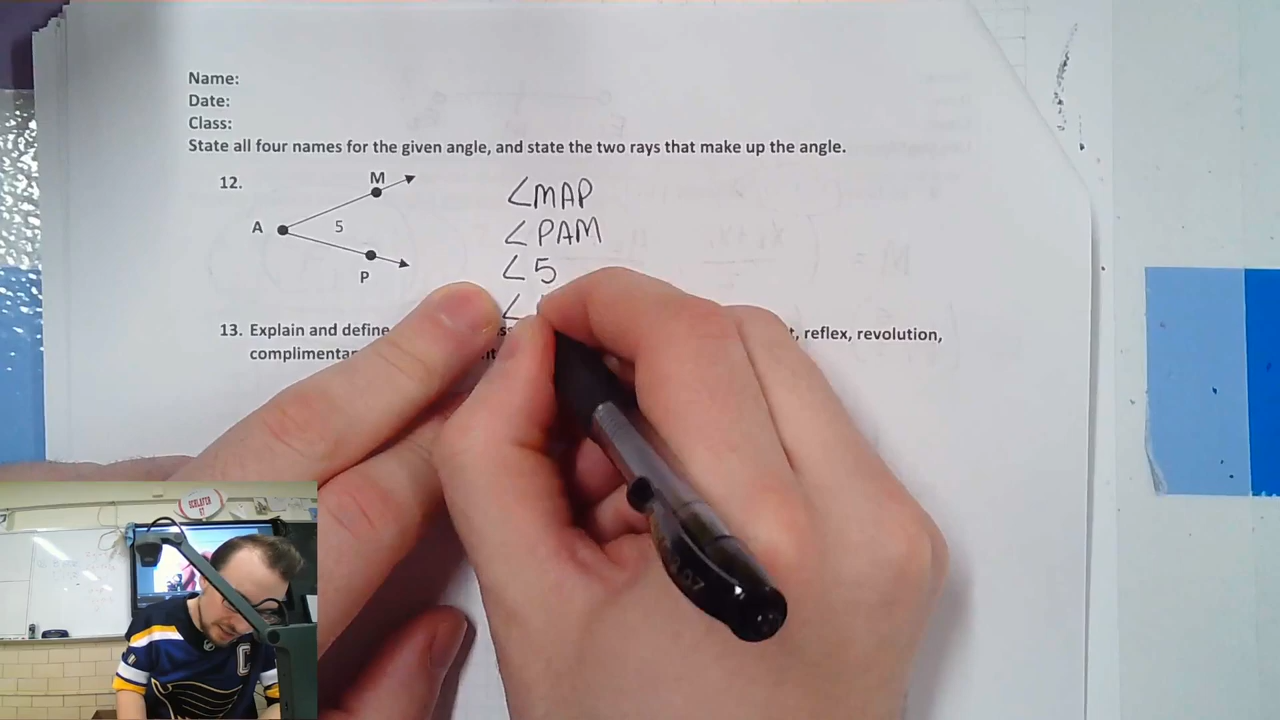 Name:
Date:
Class:
State all four names for the given angle, and state the two rays that make up the angle.
12.
M
A
5
P
∠MAP
∠PAM
∠5
∠
13. Explain and define , reflex, revolution,